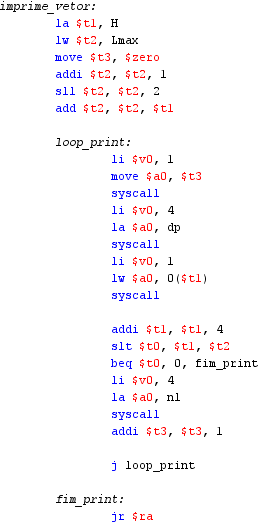 imprime_vetor:
la $t1, H
lw $t2, Lmax
move $t3, $zero
addi $t2, $t2, 1
sll $t2, $t2, 2
add $t2, $t2, $t1
loop_print:
li $v0, 1
move $a0, $t3
syscall
li $v0, 4
la $a0, dp
syscall
li $v0, 1
lw $a0, 0($t1)
syscall
addi $t1, $t1, 4
slt $t0, $t1, $t2
beq $t0, 0, fim_print
li $v0, 4
la $a0, nl
syscall
addi $t3, $t3, 1
j loop_print
fim_print:
jr $ra